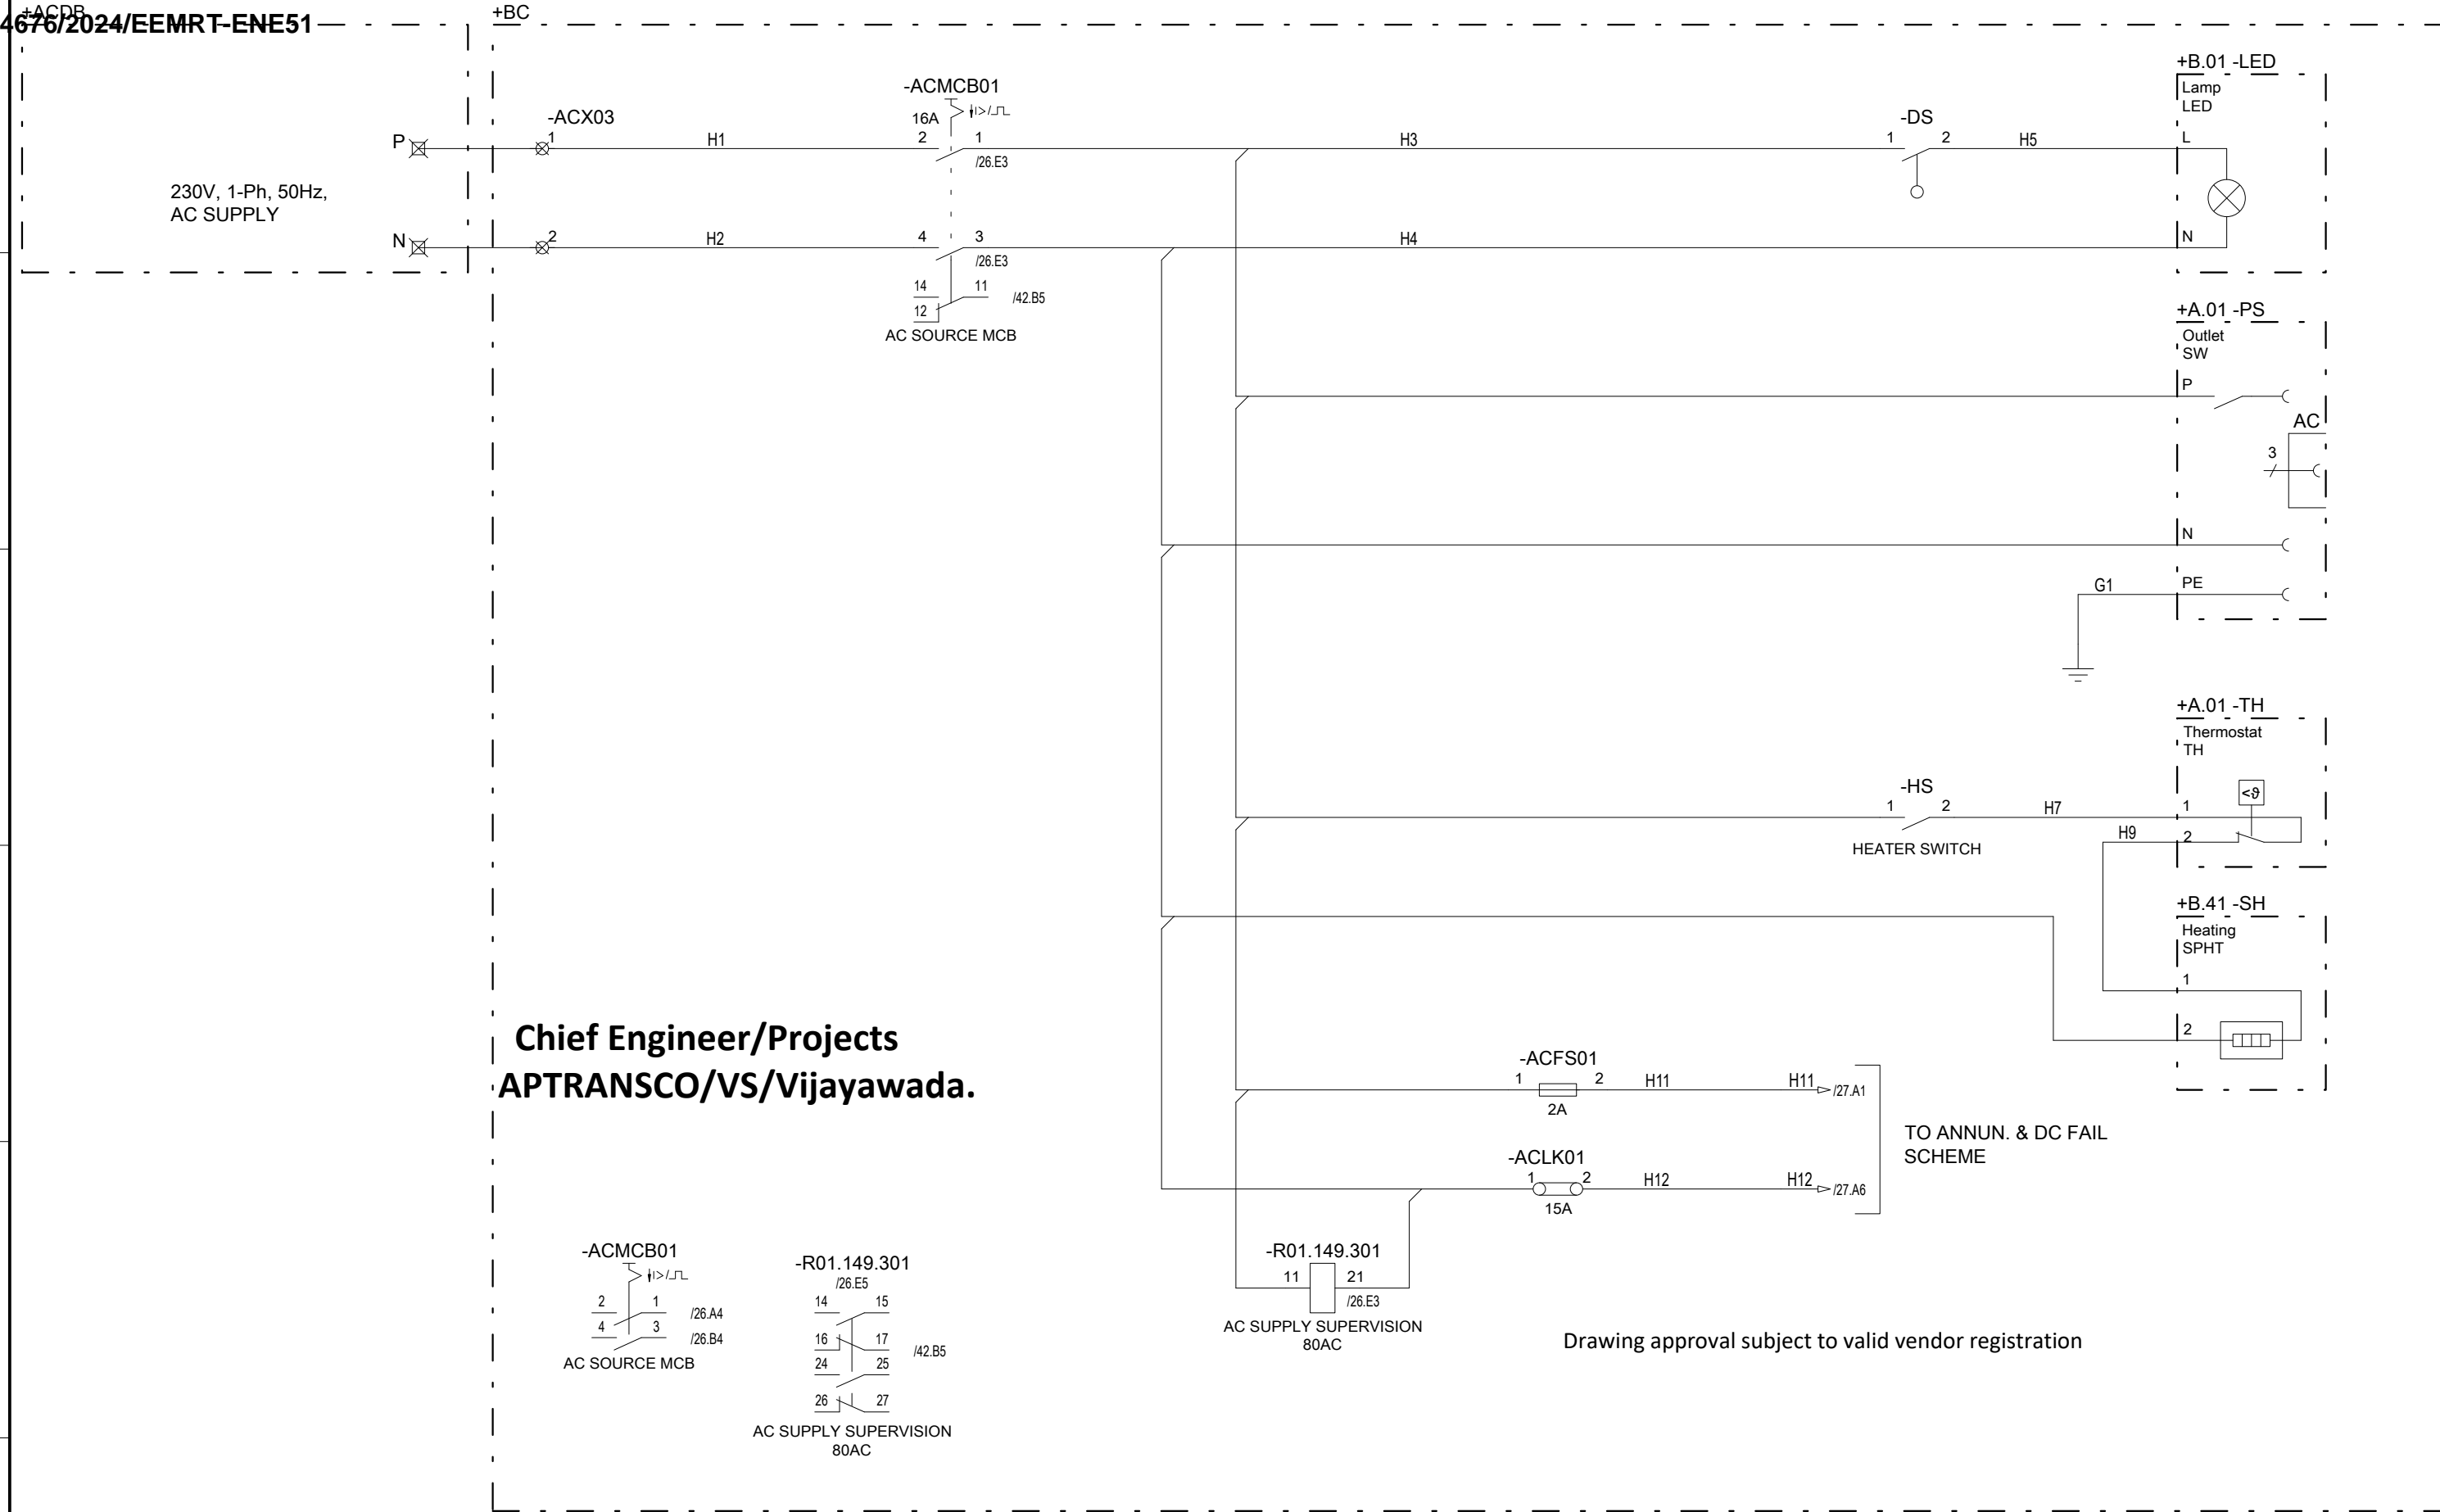 +ACDB
4676/2024/EEMRT-ENE51
+BC
230V, 1-Ph, 50Hz,
AC SUPPLY
P
N
-ACX03
1
2
H1
H2
-ACMCB01
16A
I>/
2 1
/26.E3
4 3
/26.E3
14 11
12
/42.B5
AC SOURCE MCB
H3
H4
-DS
1 2
H5
+B.01 -LED
Lamp
LED
L
N
+A.01 -PS
Outlet
SW
P
AC
3
N
G1
PE
+A.01 -TH
Thermostat
TH
<ϑ
-HS
1 2
H7
1
HEATER SWITCH
H9
2
+B.41 -SH
Heating
SPHT
1
2
Chief Engineer/Projects
APTRANSCO/VS/Vijayawada.
-ACFS01
1 2
2A
H11
H11
/27.A1
-ACLK01
1 2
15A
H12
H12
/27.A6
TO ANNUN. & DC FAIL
SCHEME
-ACMCB01
I>/
2 1
/26.A4
4 3
/26.B4
AC SOURCE MCB
-R01.149.301
/26.E5
14 15
16 17
/42.B5
24 25
26 27
AC SUPPLY SUPERVISION
80AC
-R01.149.301
11 21
/26.E3
AC SUPPLY SUPERVISION
80AC
Drawing approval subject to valid vendor registration